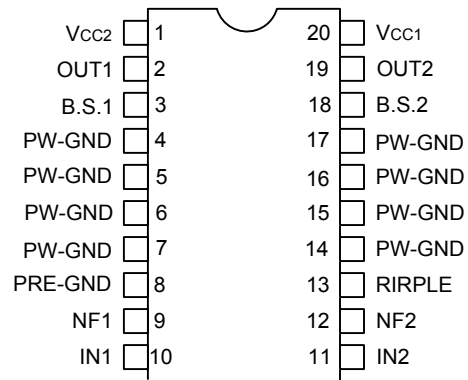 Vcc2 1 20 Vcc1
OUT1 2 19 OUT2
B.S.1 3 18 B.S.2
PW-GND 4 17 PW-GND
PW-GND 5 16 PW-GND
PW-GND 6 15 PW-GND
PW-GND 7 14 PW-GND
PRE-GND 8 13 RIRPLE
NF1 9 12 NF2
IN1 10 11 IN2